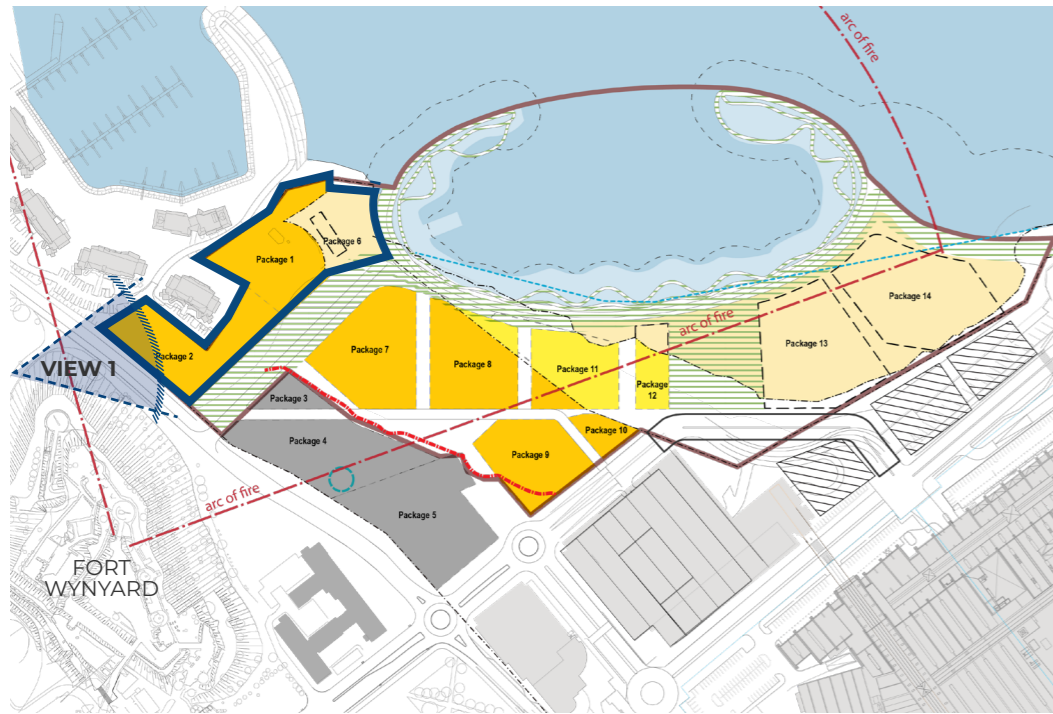 arc of fire
Package 6
Package 1
Package 14
arc of fire
Package 13
Package 7
Package 2
VIEW 1
Package 8
Package 11
Package
12
Package 3
Package 10
Package 4
Package 9
arc of fire
Package 5
FORT
WYNYARD